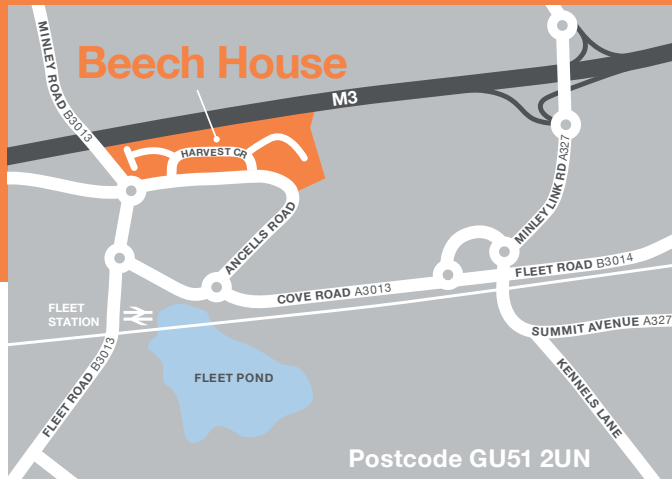 Beech House
MINLEY ROAD B3013
M3
HARVEST CR
MINLEY LINK RD A327
ANCELLS ROAD
FLEET ROAD B3014
COVE ROAD A3013
FLEET
STATION
SUMMIT AVENUE A327
FLEET ROAD B3013
FLEET POND
KENNELS LANE
Postcode GU51 2UN